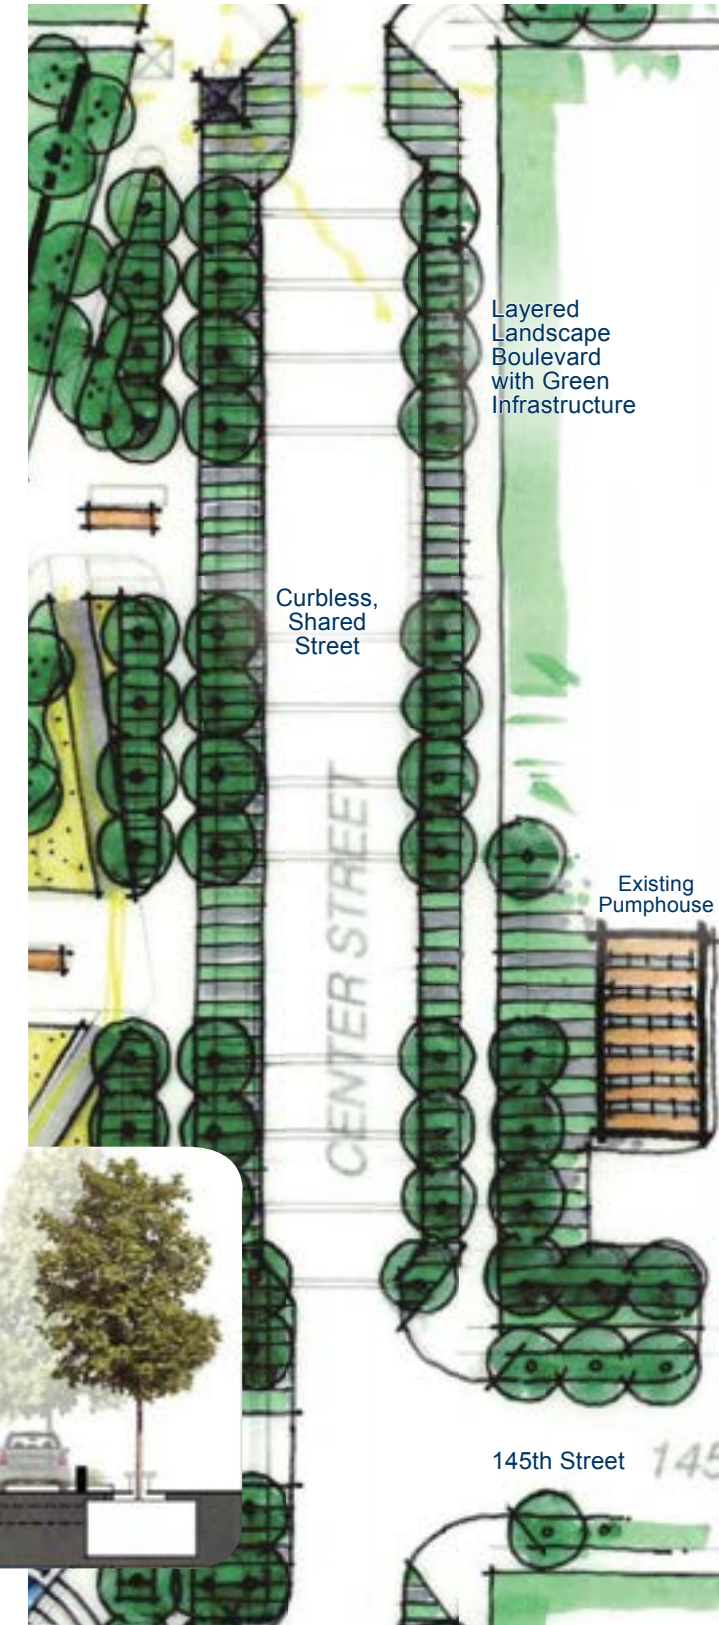 Layered
Landscape
Boulevard
with Green
Infrastructure
Curbless,
Shared
Street
CENTER STREET
Existing
Pumphouse
145th Street
145